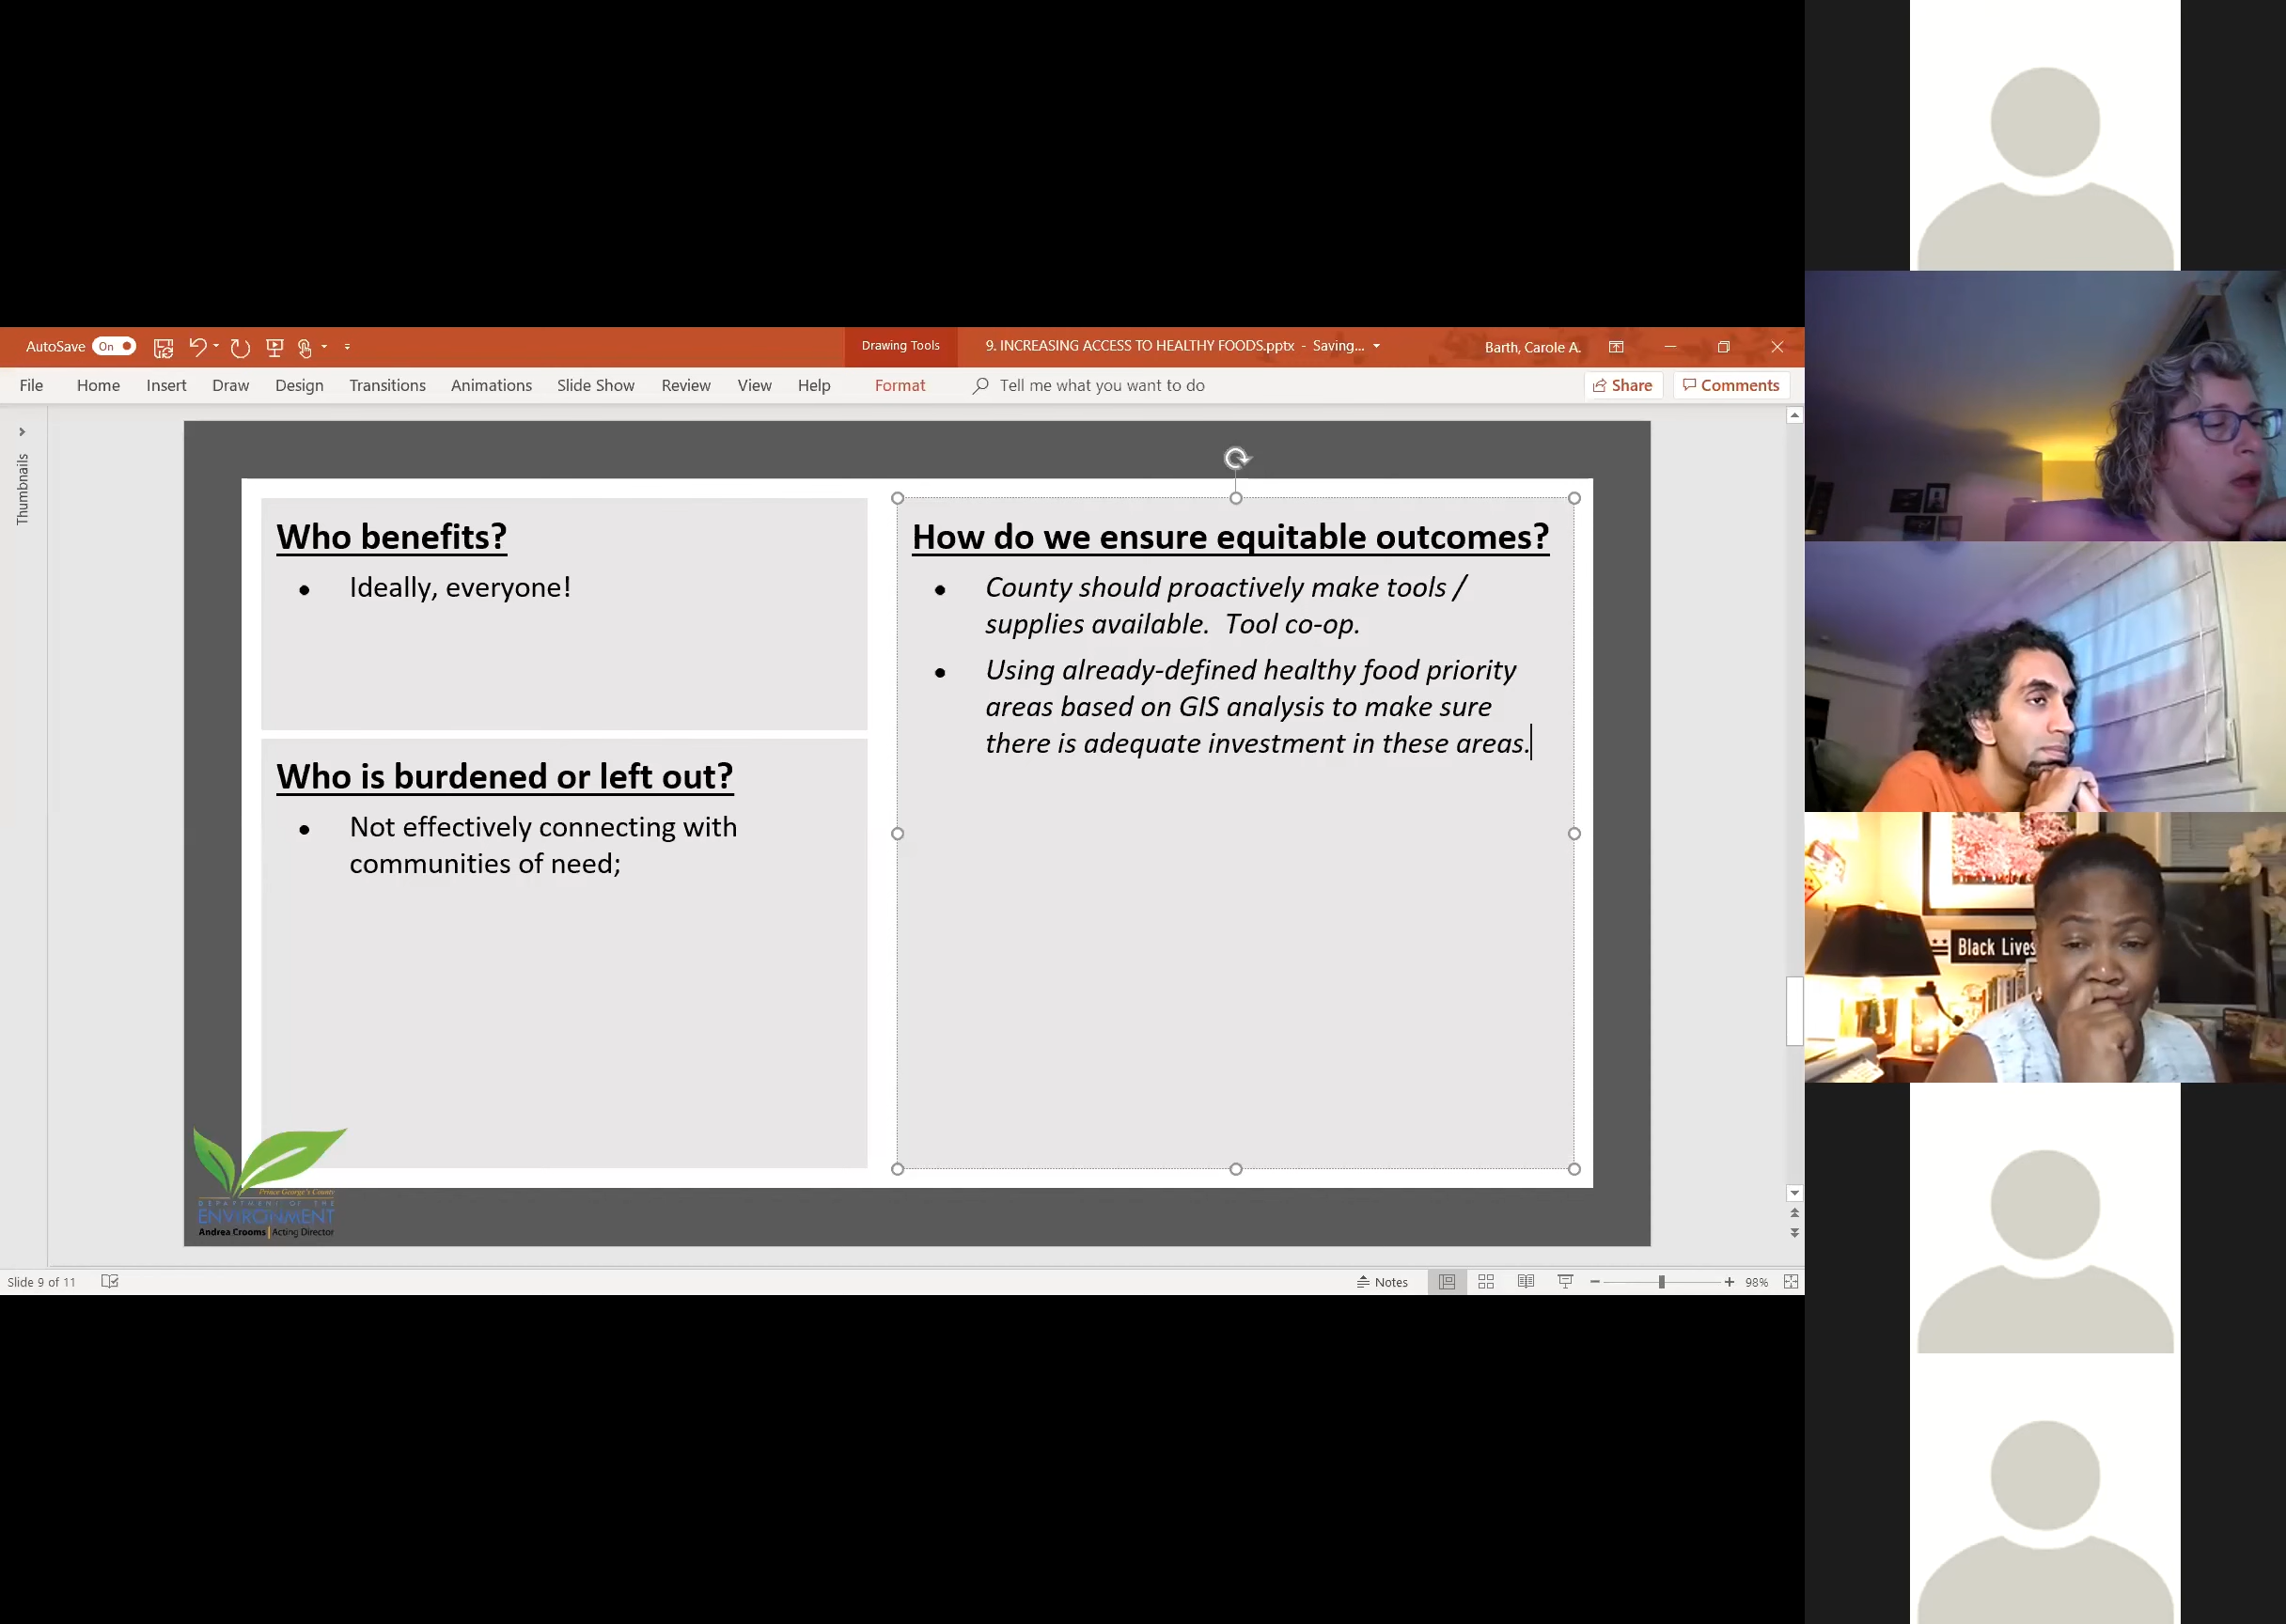 AutoSave On
Drawing Tools
9. INCREASING ACCESS TO HEALTHY FOODS.pptx - Saving...
Barth, Carole A.
File Home Insert Draw Design Transitions Animations Slide Show Review View Help Format Tell me what you want to do Share Comments
Thumbnails
Who benefits?
● Ideally, everyone!
Who is burdened or left out?
● Not effectively connecting with
communities of need;
How do we ensure equitable outcomes?
● County should proactively make tools /
supplies available. Tool co-op.
● Using already-defined healthy food priority
areas based on GIS analysis to make sure
there is adequate investment in these areas.
Prince George's County
DEPARTMENT OF THE
ENVIRONMENT
Andrea Crooms | Acting Director
Slide 9 of 11
Notes
98%
Black Lives